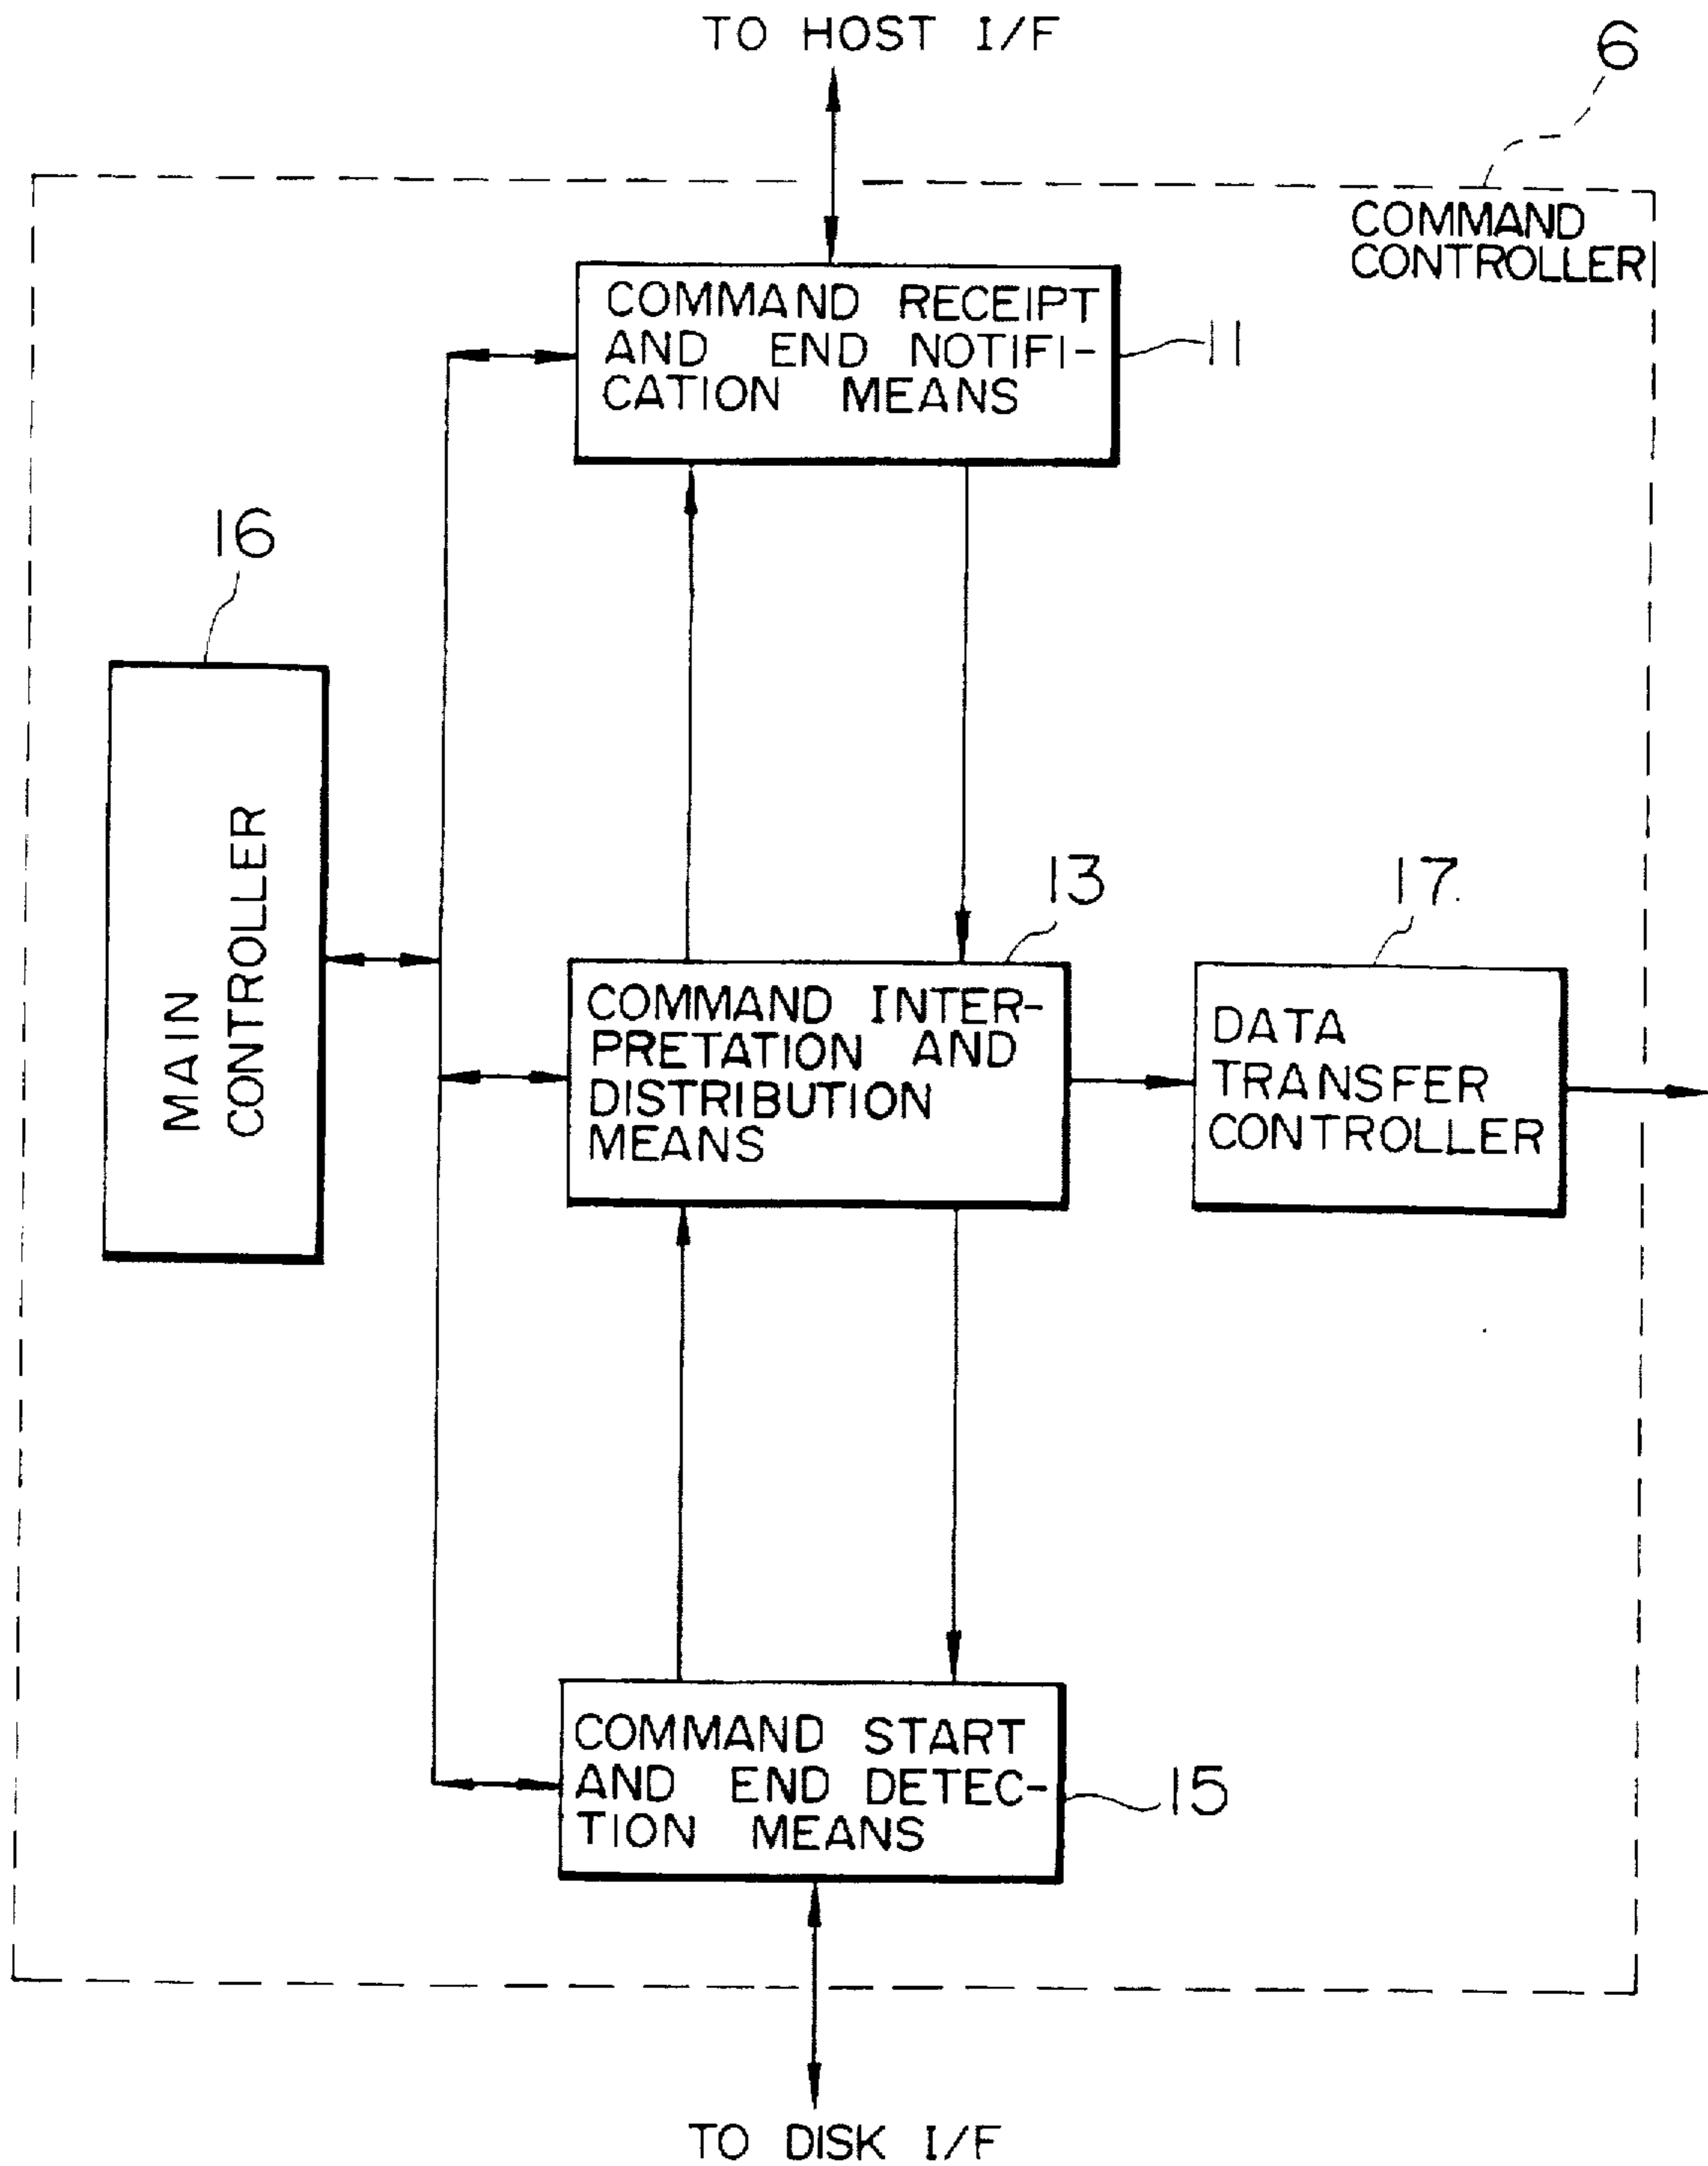 TO HOST I/F
6
COMMAND
CONTROLLER
COMMAND RECEIPT
AND END NOTIFI-
CATION MEANS
11
16
MAIN
CONTROLLER
13
COMMAND INTER-
PRETATION AND
DISTRIBUTION
MEANS
17
DATA
TRANSFER
CONTROLLER
COMMAND START
AND END DETEC-
TION MEANS
15
TO DISK I/F